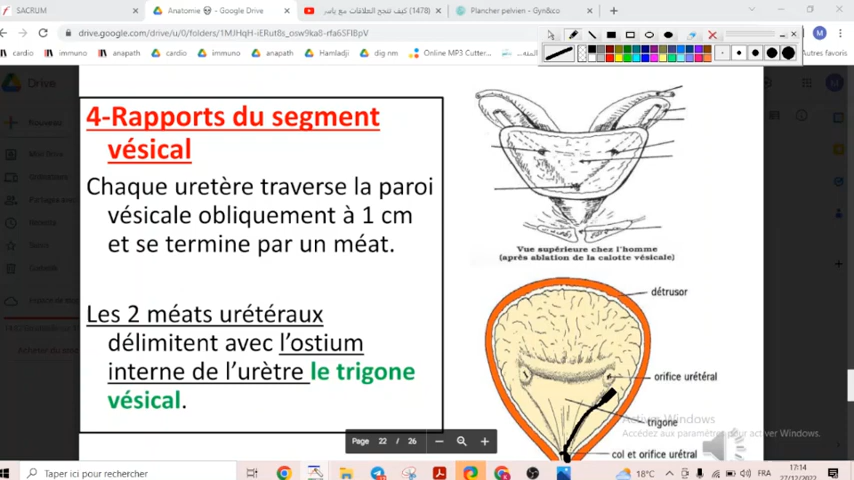 SACRUM
Anatomie 💀 - Google Drive
(1478) كيف تنجح العلاقات مع ياسر
Plancher pelvien - Gyn&co
drive.google.com/drive/u/0/folders/1MJHqH-iERut8s_osw9ka8-rfa6SFlBpV
cardio
immuno
anapath
cardio
immuno
anapath
Hamladji
dig nm
Online MP3 Cutter...
Autres favoris
Drive
4-Rapports du segment
vésical
Chaque uretère traverse la paroi
vésicale obliquement à 1 cm
et se termine par un méat.
Les 2 méats urétéraux
délimitent avec l'ostium
interne de l'urètre le trigone
vésical.
Vue supérieure chez l'homme
(après ablation de la calotte vésicale)
détrusor
orifice urétéral
trigone
col et orifice urétral
Activer Windows
Accédez aux paramètres pour activer Windows.
Page 22 / 26
Taper ici pour rechercher
18°C
FRA
17:14
27/12/2022